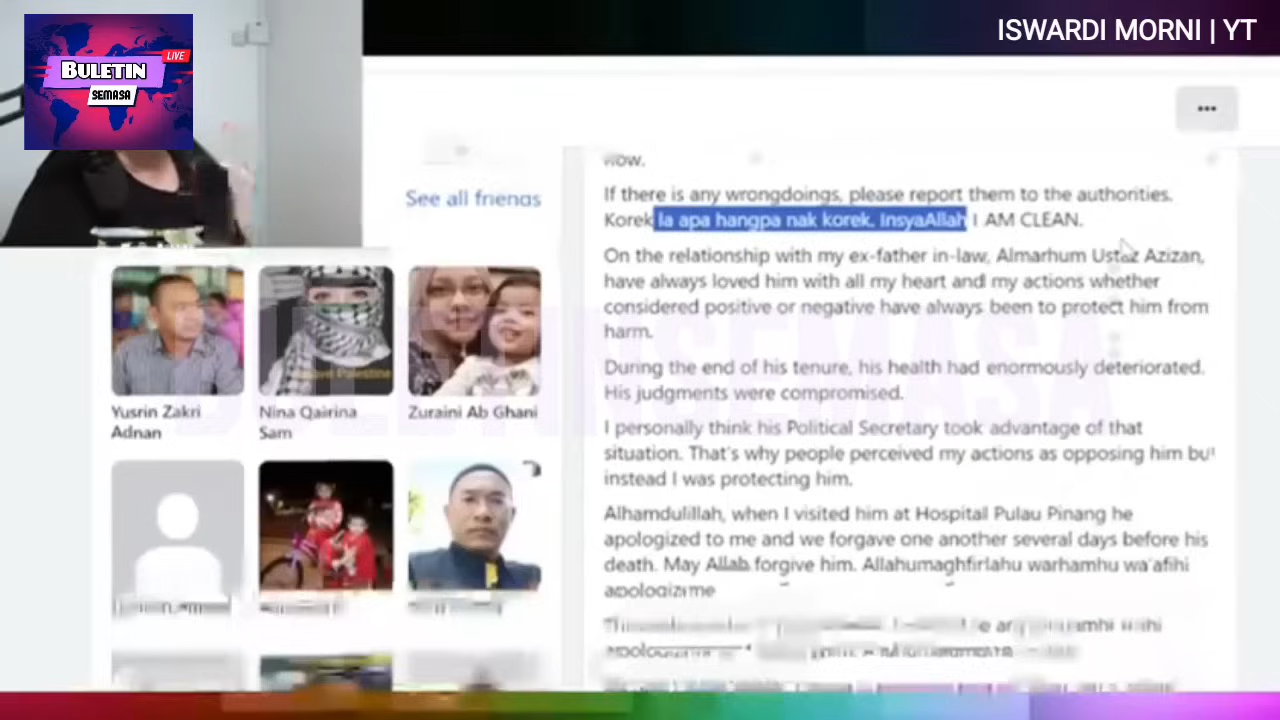 ISWARDI MORNI | YT
LIVE
BULETIN
SEMASA
See all friends
Yusrin Zakri
Adnan
Nina Qairina
Sam
Zuraini Ab Ghani
now.
If there is any wrongdoings, please report them to the authorities.
Korek la apa hangpa nak korek. InsyaAllah I AM CLEAN.
On the relationship with my ex-father in-law, Almarhum Ustaz Azizan,
have always loved him with all my heart and my actions whether
considered positive or negative have always been to protect him from
harm.
During the end of his tenure, his health had enormously deteriorated.
His judgments were compromised.
I personally think his Political Secretary took advantage of that
situation. That's why people perceived my actions as opposing him but
instead I was protecting him.
Alhamdulillah, when I visited him at Hospital Pulau Pinang he
apologized to me and we forgave one another several days before his
death. May Allah forgive him. Allahumaghfirlahu warhamhu wa'afihi